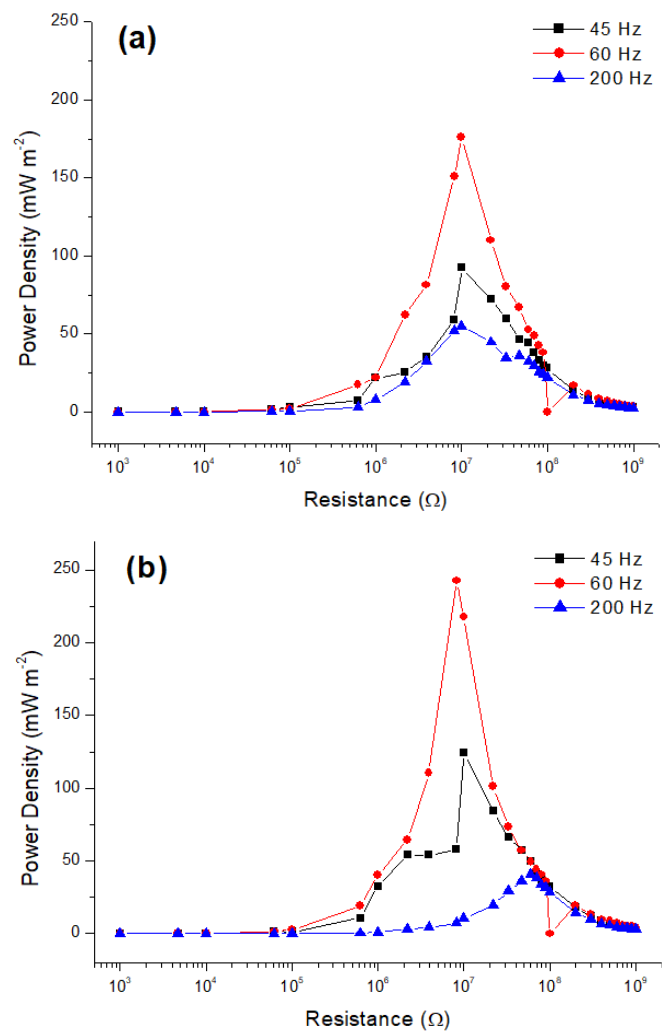 (a)
45 Hz
60 Hz
200 Hz
250
200
150
100
50
0
Power Density (mW m⁻²)
10³ 10⁴ 10⁵ 10⁶ 10⁷ 10⁸ 10⁹
Resistance (Ω)
(b)
45 Hz
60 Hz
200 Hz
250
200
150
100
50
0
Power Density (mW m⁻²)
10³ 10⁴ 10⁵ 10⁶ 10⁷ 10⁸ 10⁹
Resistance (Ω)